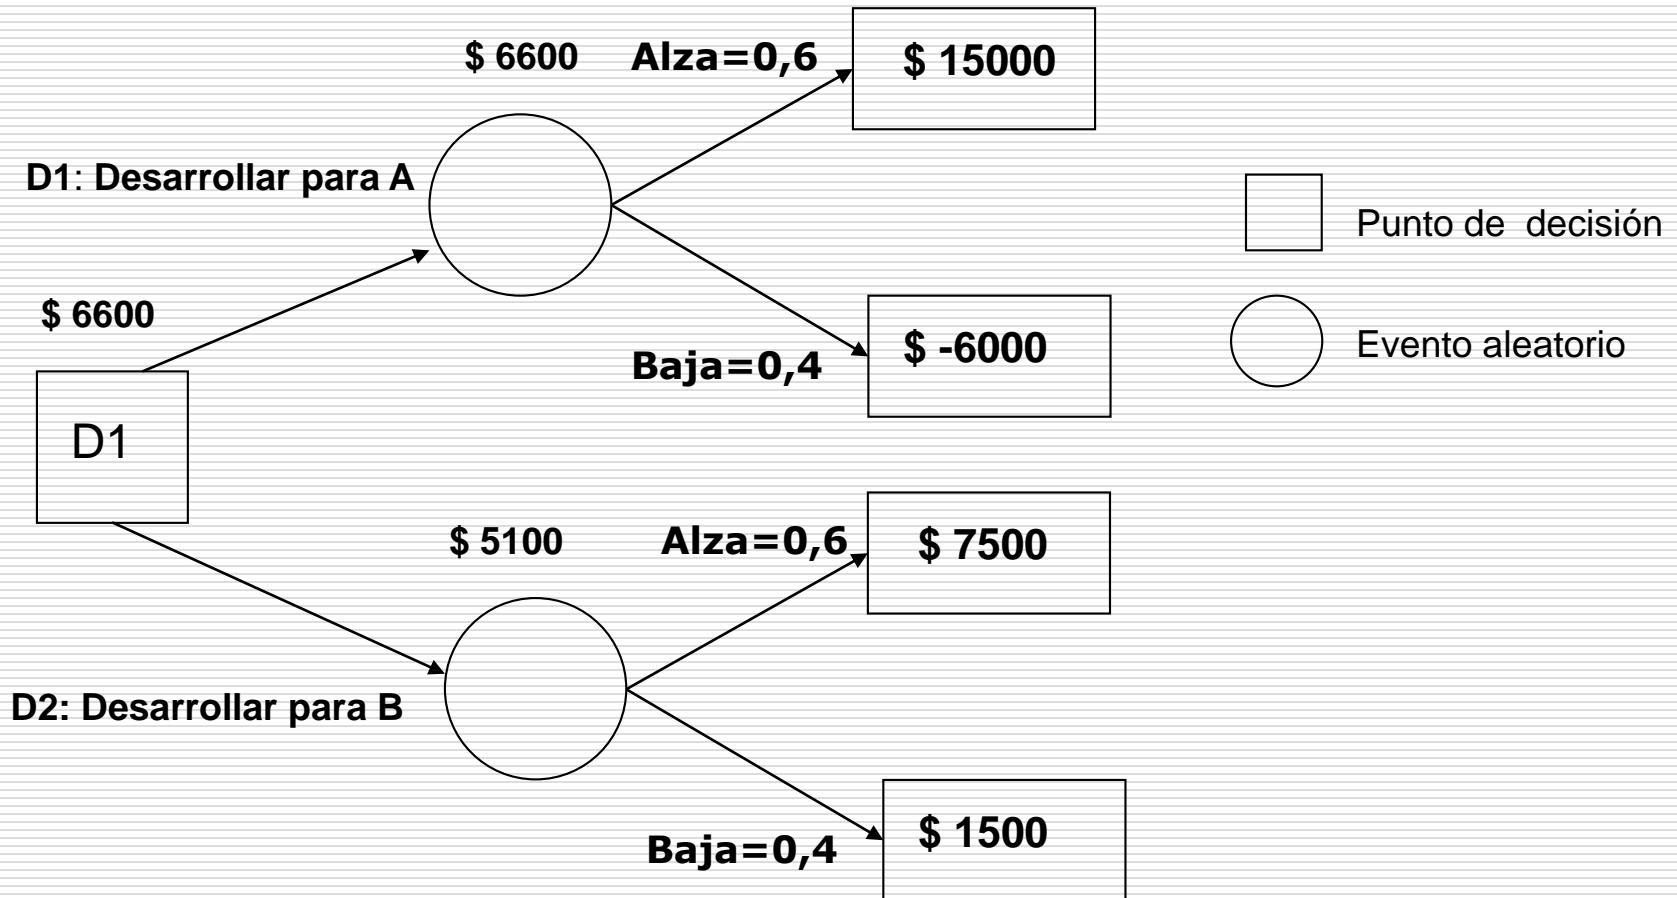 $ 6600
Alza=0,6
$ 15000
D1: Desarrollar para A
Punto de decisión
$ 6600
Baja=0,4
$ -6000
Evento aleatorio
D1
$ 5100
Alza=0,6
$ 7500
D2: Desarrollar para B
Baja=0,4
$ 1500